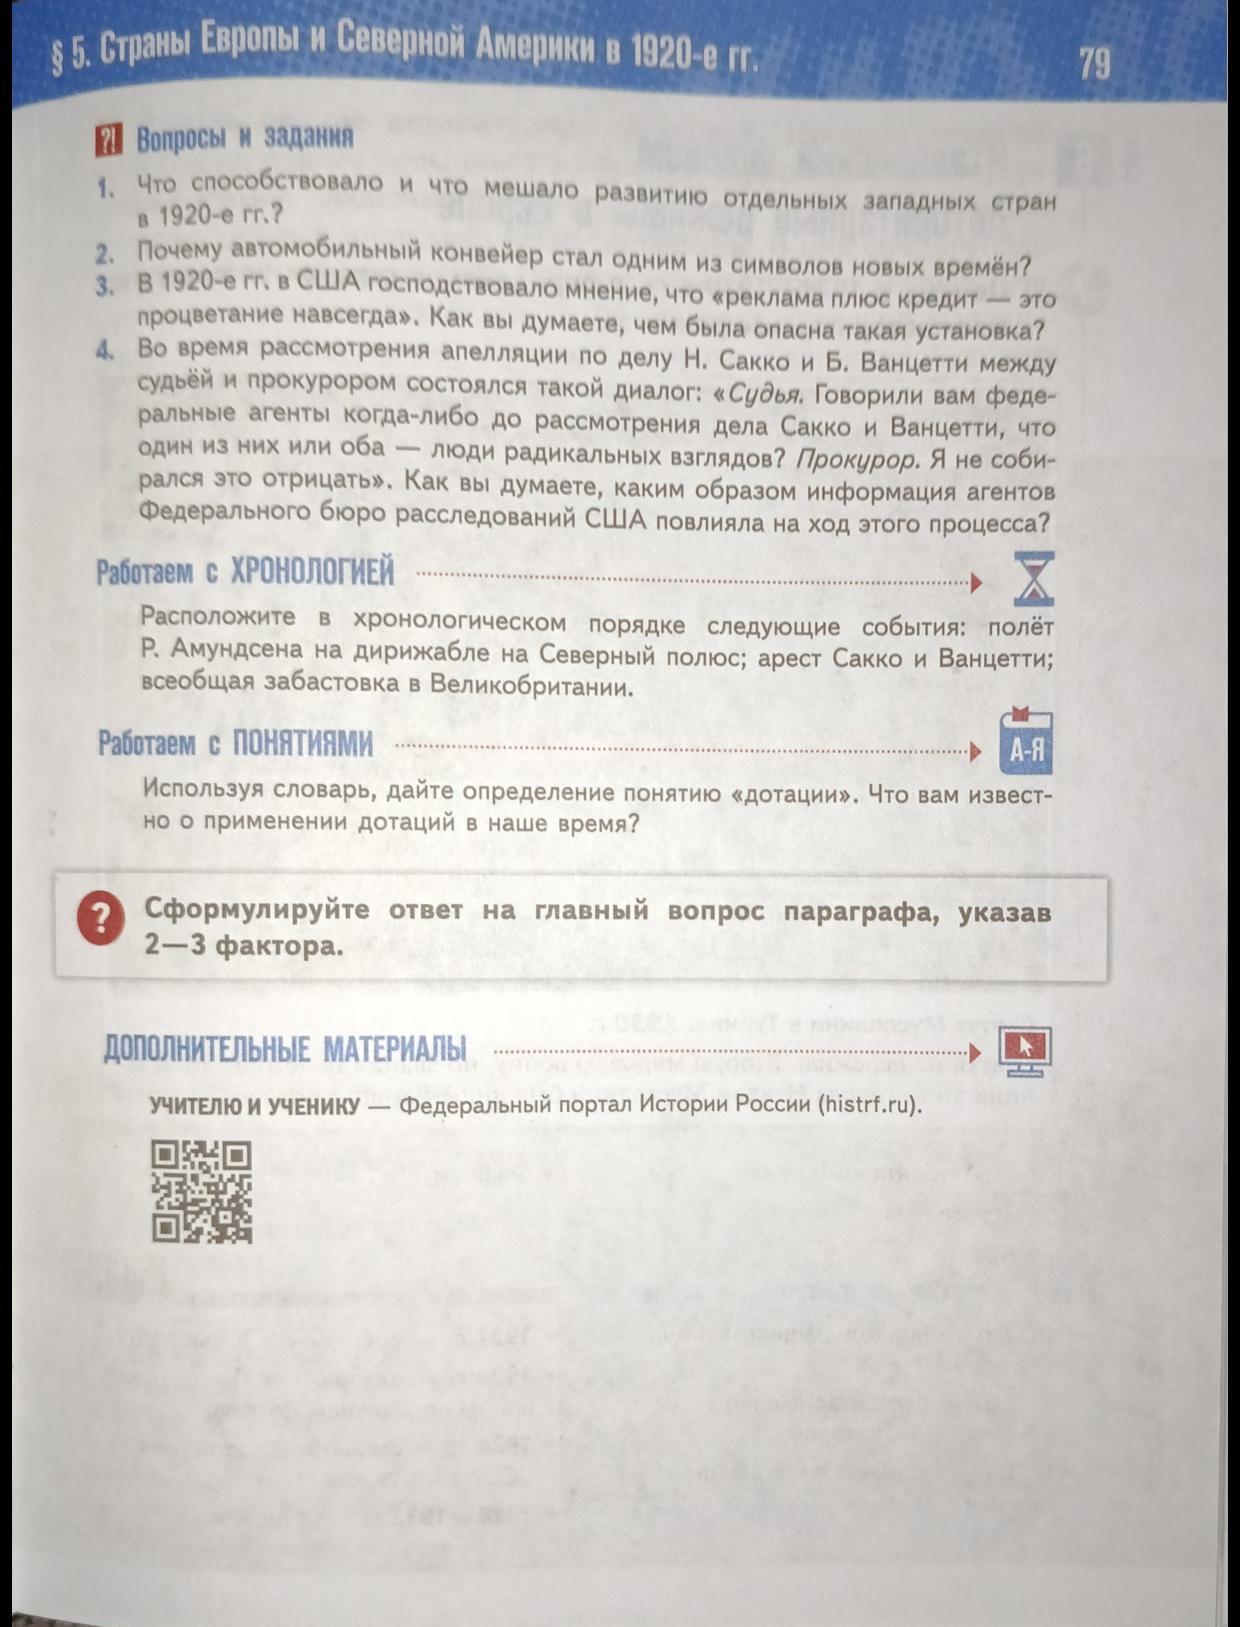 § 5. Страны Европы и Северной Америки в 1920-е гг.
79
?! Вопросы и задания
1. Что способствовало и что мешало развитию отдельных западных стран
в 1920-е гг.?
2. Почему автомобильный конвейер стал одним из символов новых времён?
3. В 1920-е гг. в США господствовало мнение, что «реклама плюс кредит — это
процветание навсегда». Как вы думаете, чем была опасна такая установка?
4. Во время рассмотрения апелляции по делу Н. Сакко и Б. Ванцетти между
судьёй и прокурором состоялся такой диалог: «Судья. Говорили вам феде-
ральные агенты когда-либо до рассмотрения дела Сакко и Ванцетти, что
один из них или оба — люди радикальных взглядов? Прокурор. Я не соби-
рался это отрицать». Как вы думаете, каким образом информация агентов
Федерального бюро расследований США повлияла на ход этого процесса?
Работаем с ХРОНОЛОГИЕЙ
Расположите в хронологическом порядке следующие события: полёт
Р. Амундсена на дирижабле на Северный полюс; арест Сакко и Ванцетти;
всеобщая забастовка в Великобритании.
Работаем с ПОНЯТИЯМИ
А-Я
Используя словарь, дайте определение понятию «дотации». Что вам извест-
но о применении дотаций в наше время?
? Сформулируйте ответ на главный вопрос параграфа, указав
2—3 фактора.
ДОПОЛНИТЕЛЬНЫЕ МАТЕРИАЛЫ
УЧИТЕЛЮ И УЧЕНИКУ — Федеральный портал Истории России (histrf.ru).